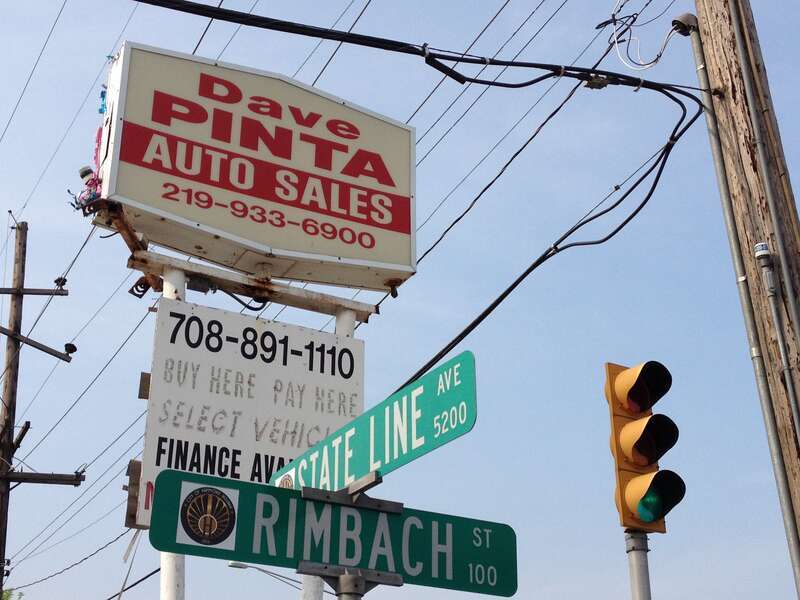 Dave
PINTA
AUTO SALES
219-933-6900
708-891-1110
BUY HERE PAY HERE
SELECT VEHIC
FINANCE AVA
STATE LINE AVE 5200
RIMBACH ST 100